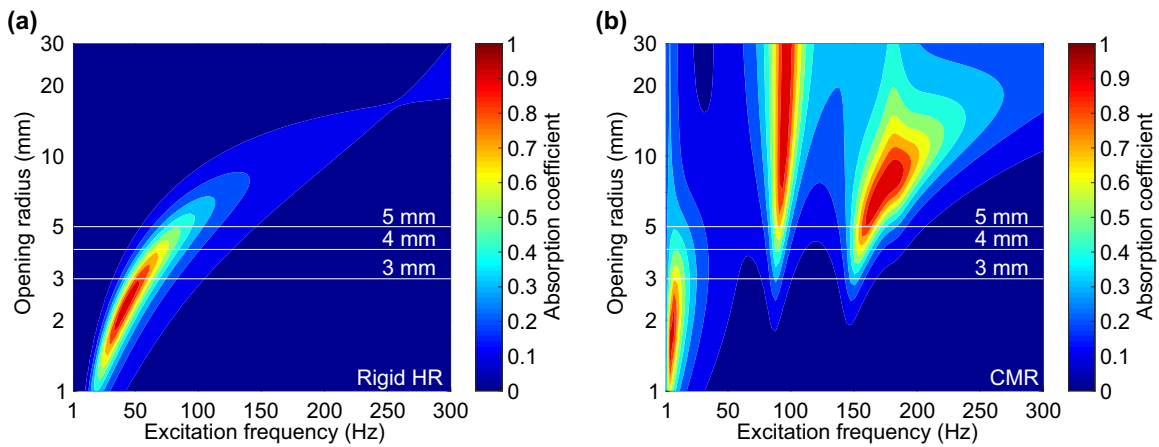 (a)
Opening radius (mm)
30
20
10
5
3
2
1
5 mm
4 mm
3 mm
Rigid HR
1 50 100 150 200 250 300
Excitation frequency (Hz)
1
0.9
0.8
0.7
0.6
0.5
0.4
0.3
0.2
0.1
0
Absorption coefficient
(b)
Opening radius (mm)
30
20
10
5
3
2
1
5 mm
4 mm
3 mm
CMR
1 50 100 150 200 250 300
Excitation frequency (Hz)
1
0.9
0.8
0.7
0.6
0.5
0.4
0.3
0.2
0.1
0
Absorption coefficient